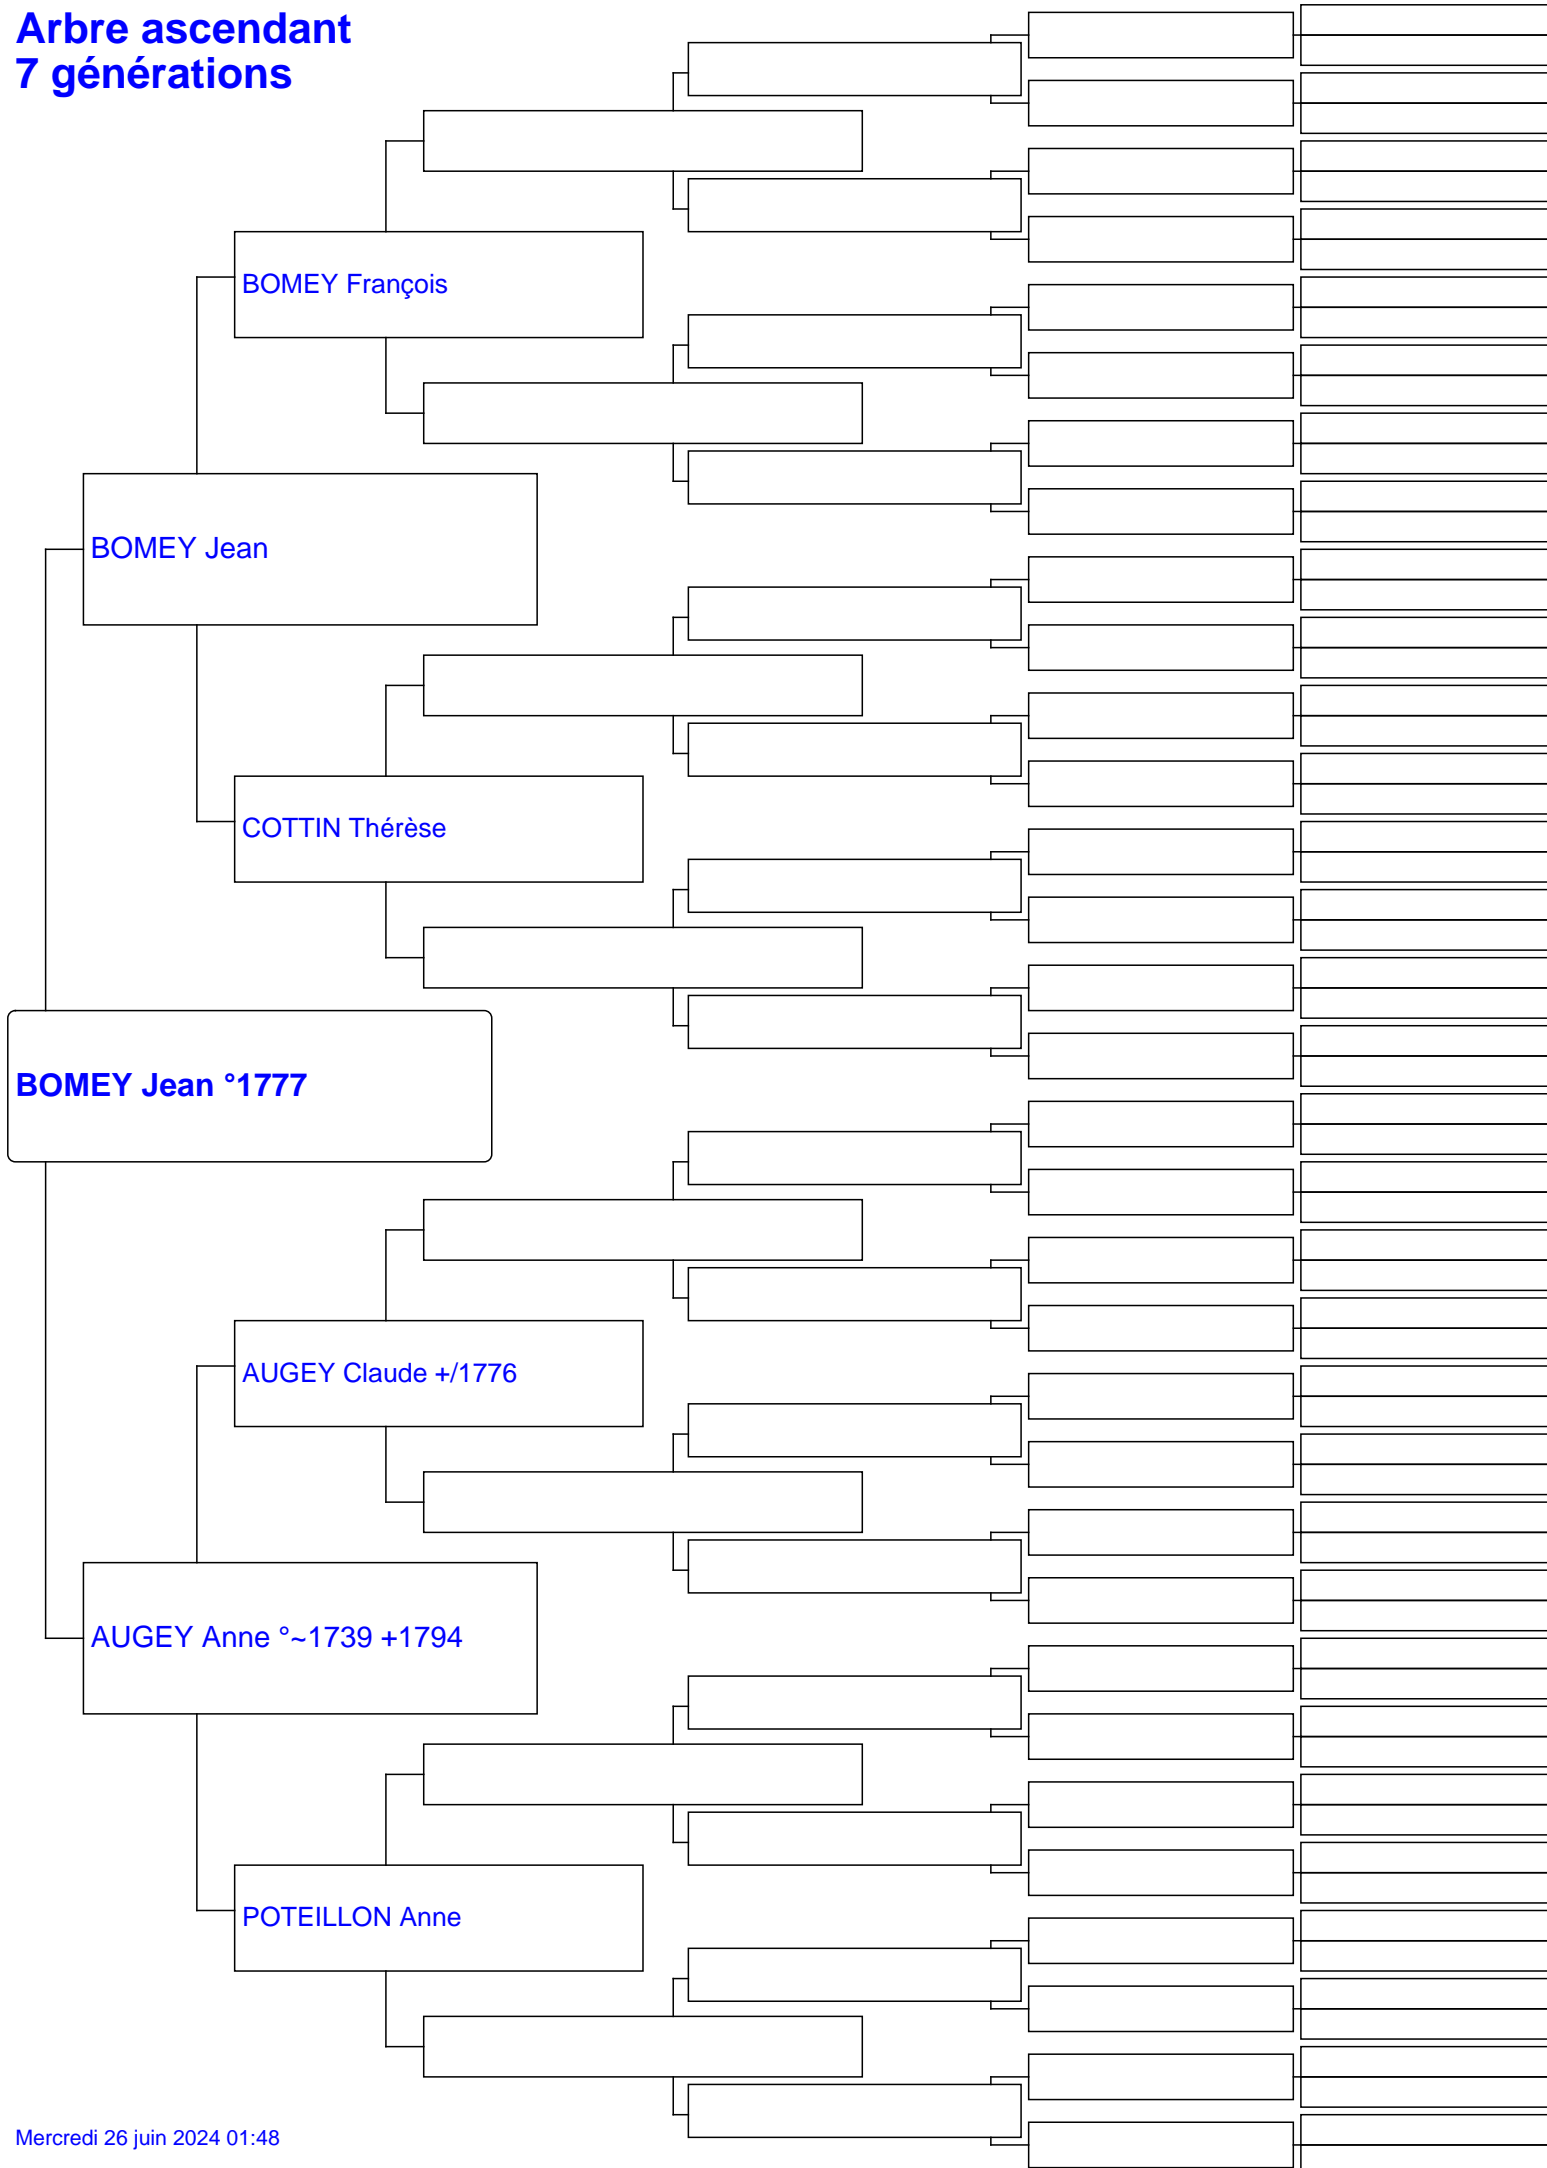 Arbre ascendant
7 générations
BOMEY François
BOMEY Jean
COTTIN Thérèse
BOMEY Jean °1777
AUGEY Claude +/1776
AUGEY Anne °~1739 +1794
POTEILLON Anne
Mercredi 26 juin 2024 01:48